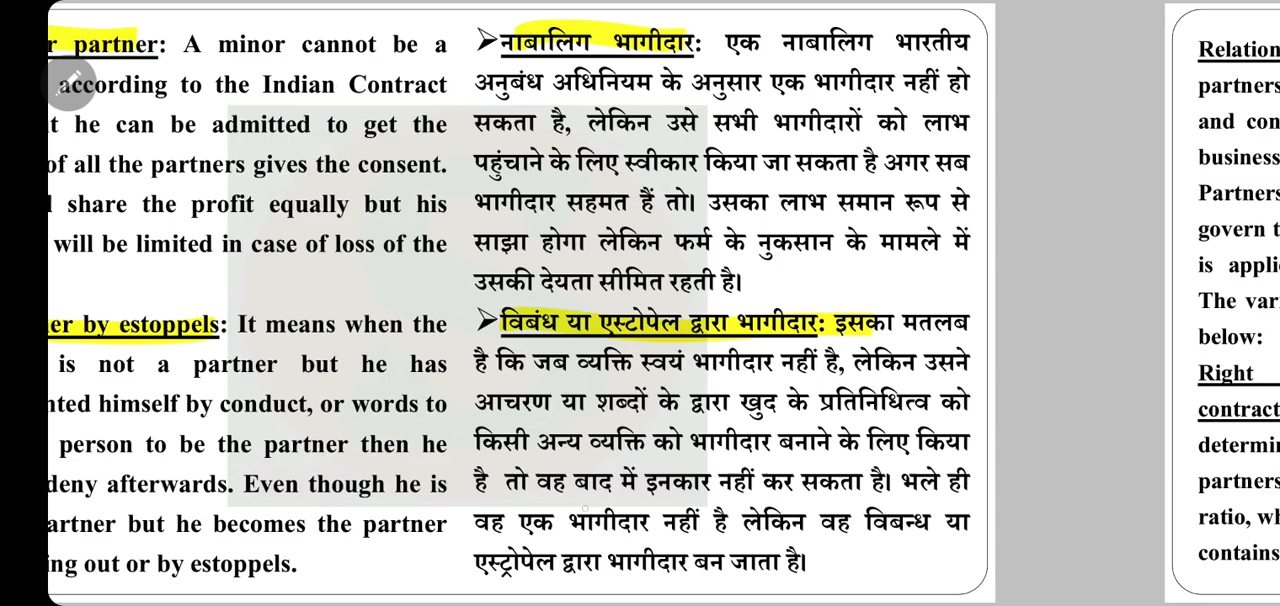 partner: A minor cannot be a
according to the Indian Contract
he can be admitted to get the
of all the partners gives the consent.
share the profit equally but his
will be limited in case of loss of the
by estoppels: It means when the
is not a partner but he has
himself by conduct, or words to
person to be the partner then he
deny afterwards. Even though he is
but he becomes the partner
out or by estoppels.
➢नाबालिग भागीदार: एक नाबालिग भारतीय
अनुबंध अधिनियम के अनुसार एक भागीदार नहीं हो
सकता है, लेकिन उसे सभी भागीदारों को लाभ
पहुंचाने के लिए स्वीकार किया जा सकता है अगर सब
भागीदार सहमत हैं तो। उसका लाभ समान रूप से
साझा होगा लेकिन फर्म के नुकसान के मामले में
उसकी देयता सीमित रहती है।
➢विबंध या एस्टोपेल द्वारा भागीदार: इसका मतलब
है कि जब व्यक्ति स्वयं भागीदार नहीं है, लेकिन उसने
आचरण या शब्दों के द्वारा खुद के प्रतिनिधित्व को
किसी अन्य व्यक्ति को भागीदार बनाने के लिए किया
है तो वह बाद में इनकार नहीं कर सकता है। भले ही
वह एक भागीदार नहीं है लेकिन वह विबन्ध या
एस्ट्रोपेल द्वारा भागीदार बन जाता है।
Relation
partners
and con
business
Partners
govern t
is appli
The var
below:
Right
contract
determin
partners
ratio, wh
contains